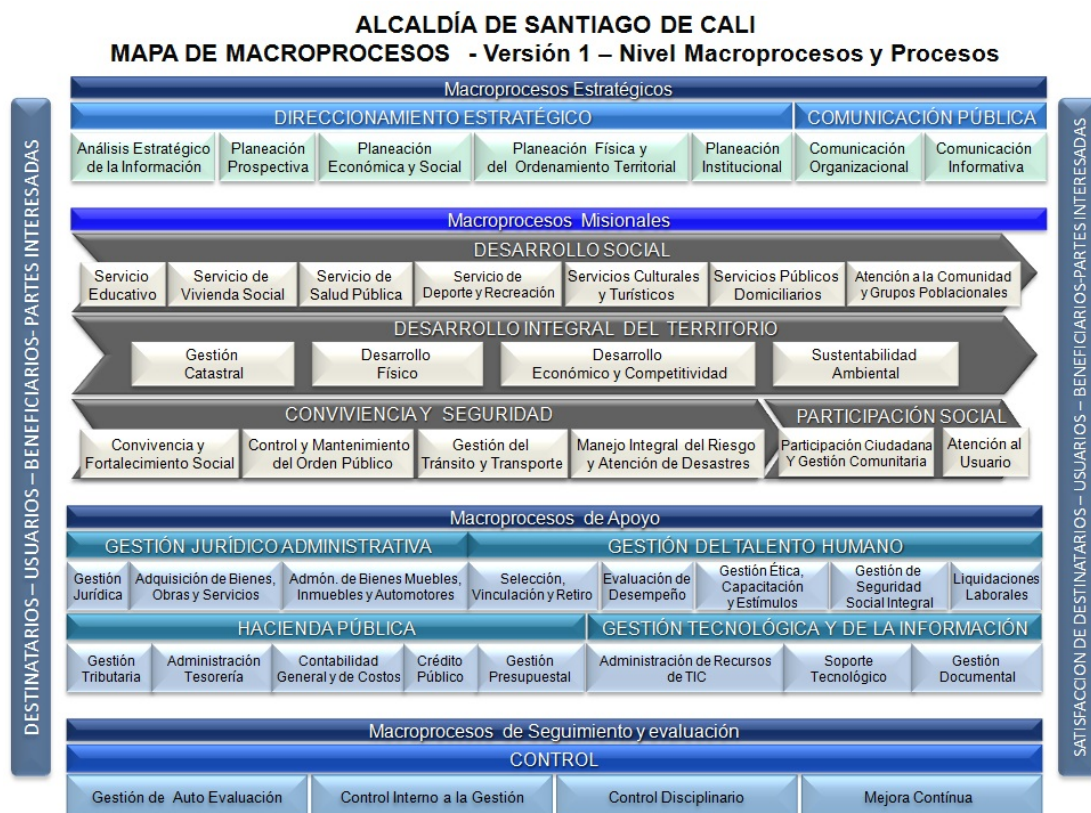 ALCALDÍA DE SANTIAGO DE CALI
MAPA DE MACROPROCESOS - Versión 1 – Nivel Macroprocesos y Procesos
DESTINATARIOS – USUARIOS – BENEFICIARIOS- PARTES INTERESADAS
Macroprocesos Estratégicos
DIRECCIONAMIENTO ESTRATÉGICO
COMUNICACIÓN PÚBLICA
Análisis Estratégico
de la Información
Planeación
Prospectiva
Planeación
Económica y Social
Planeación Física y
del Ordenamiento Territorial
Planeación
Institucional
Comunicación
Organizacional
Comunicación
Informativa
Macroprocesos Misionales
DESARROLLO SOCIAL
Servicio
Educativo
Servicio de
Vivienda Social
Servicio de
Salud Pública
Servicio de
Deporte y Recreación
Servicios Culturales
y Turísticos
Servicios Públicos
Domiciliarios
Atención a la Comunidad
y Grupos Poblacionales
DESARROLLO INTEGRAL DEL TERRITORIO
Gestión
Catastral
Desarrollo
Físico
Desarrollo
Económico y Competitividad
Sustentabilidad
Ambiental
CONVIVIENCIA Y SEGURIDAD
PARTICIPACIÓN SOCIAL
Convivencia y
Fortalecimiento Social
Control y Mantenimiento
del Orden Público
Gestión del
Tránsito y Transporte
Manejo Integral del Riesgo
y Atención de Desastres
Participación Ciudadana
Y Gestión Comunitaria
Atención al
Usuario
Macroprocesos de Apoyo
GESTIÓN JURÍDICO ADMINISTRATIVA
GESTIÓN DEL TALENTO HUMANO
Gestión
Jurídica
Adquisición de Bienes,
Obras y Servicios
Admón. de Bienes Muebles,
Inmuebles y Automotores
Selección,
Vinculación y Retiro
Evaluación de
Desempeño
Gestión Ética,
Capacitación
y Estímulos
Gestión de
Seguridad
Social Integral
Liquidaciones
Laborales
HACIENDA PÚBLICA
GESTIÓN TECNOLÓGICA Y DE LA INFORMACIÓN
Gestión
Tributaria
Administración
Tesorería
Contabilidad
General y de Costos
Crédito
Público
Gestión
Presupuestal
Administración de Recursos
de TIC
Soporte
Tecnológico
Gestión
Documental
Macroprocesos de Seguimiento y evaluación
CONTROL
Gestión de Auto Evaluación
Control Interno a la Gestión
Control Disciplinario
Mejora Contínua
SATISFACCION DE DESTINATARIOS – USUARIOS – BENEFICIARIOS-PARTES INTERESADAS